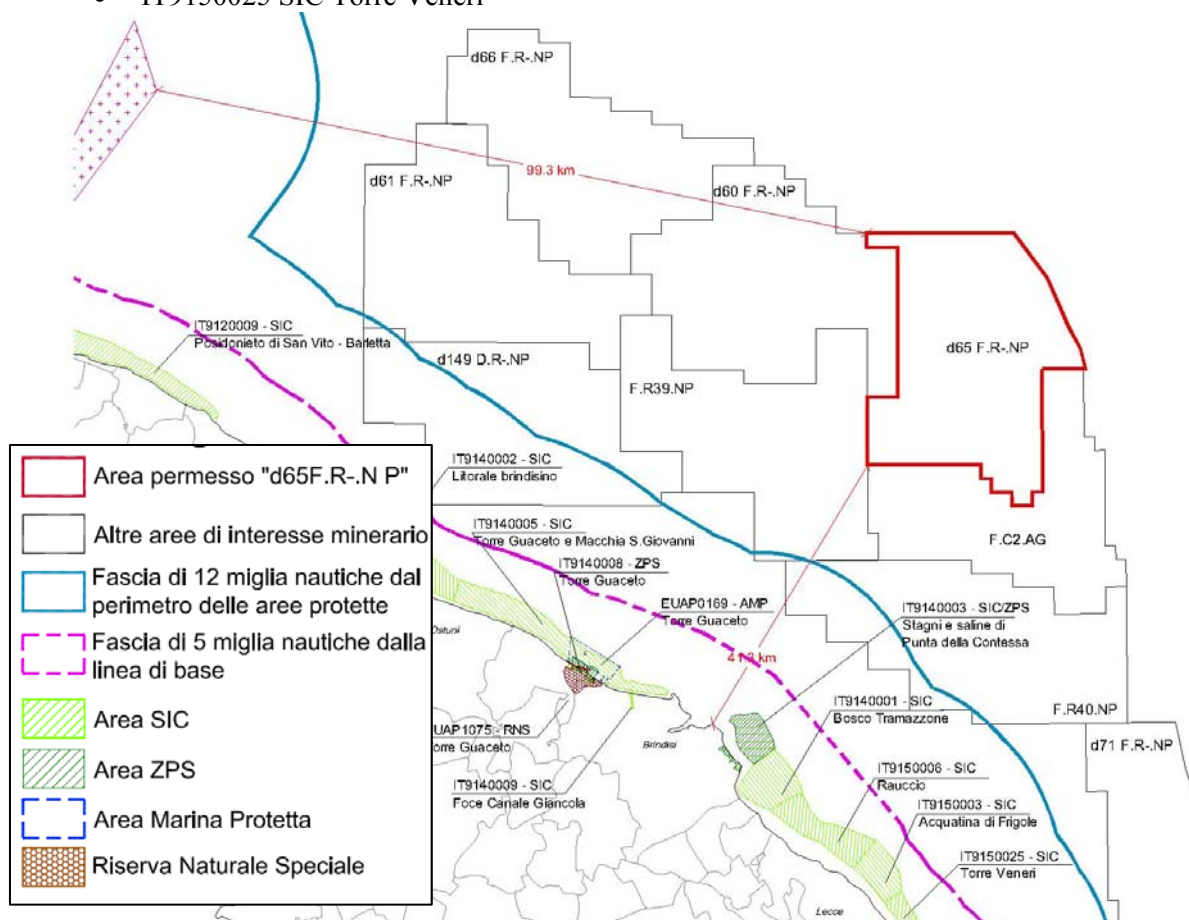 IT9150025 SIC Torre Veneri
d66 F.R-.NP
99.3 km
d61 F.R-.NP
d60 F.R-.NP
IT9120009 - SIC
Posidonieto di San Vito - Barletta
d149 D.R-.NP
d65 F.R-.NP
F.R39.NP
IT9140002 - SIC
Litorale brindisino
IT9140005 - SIC
Torre Guaceto e Macchia S.Giovanni
F.C2.AG
IT9140008 - ZPS
Torre Guaceto
EUAP0169 - AMP
Torre Guaceto
IT9140003 - SIC/ZPS
Stagni e saline di
Punta della Contessa
Ostuni
41.3 km
IT9140001 - SIC
Bosco Tramazzone
F.R40.NP
UAP1075 - RNS
orre Guaceto
Brindisi
d71 F.R-.NP
IT9150006 - SIC
Rauccio
IT9140009 - SIC
Foce Canale Giancola
IT9150003 - SIC
Acquatina di Frigole
IT9150025 - SIC
Torre Veneri
Lecce
Area permesso "d65F.R-.N P"
Altre aree di interesse minerario
Fascia di 12 miglia nautiche dal
perimetro delle aree protette
Fascia di 5 miglia nautiche dalla
linea di base
Area SIC
Area ZPS
Area Marina Protetta
Riserva Naturale Speciale